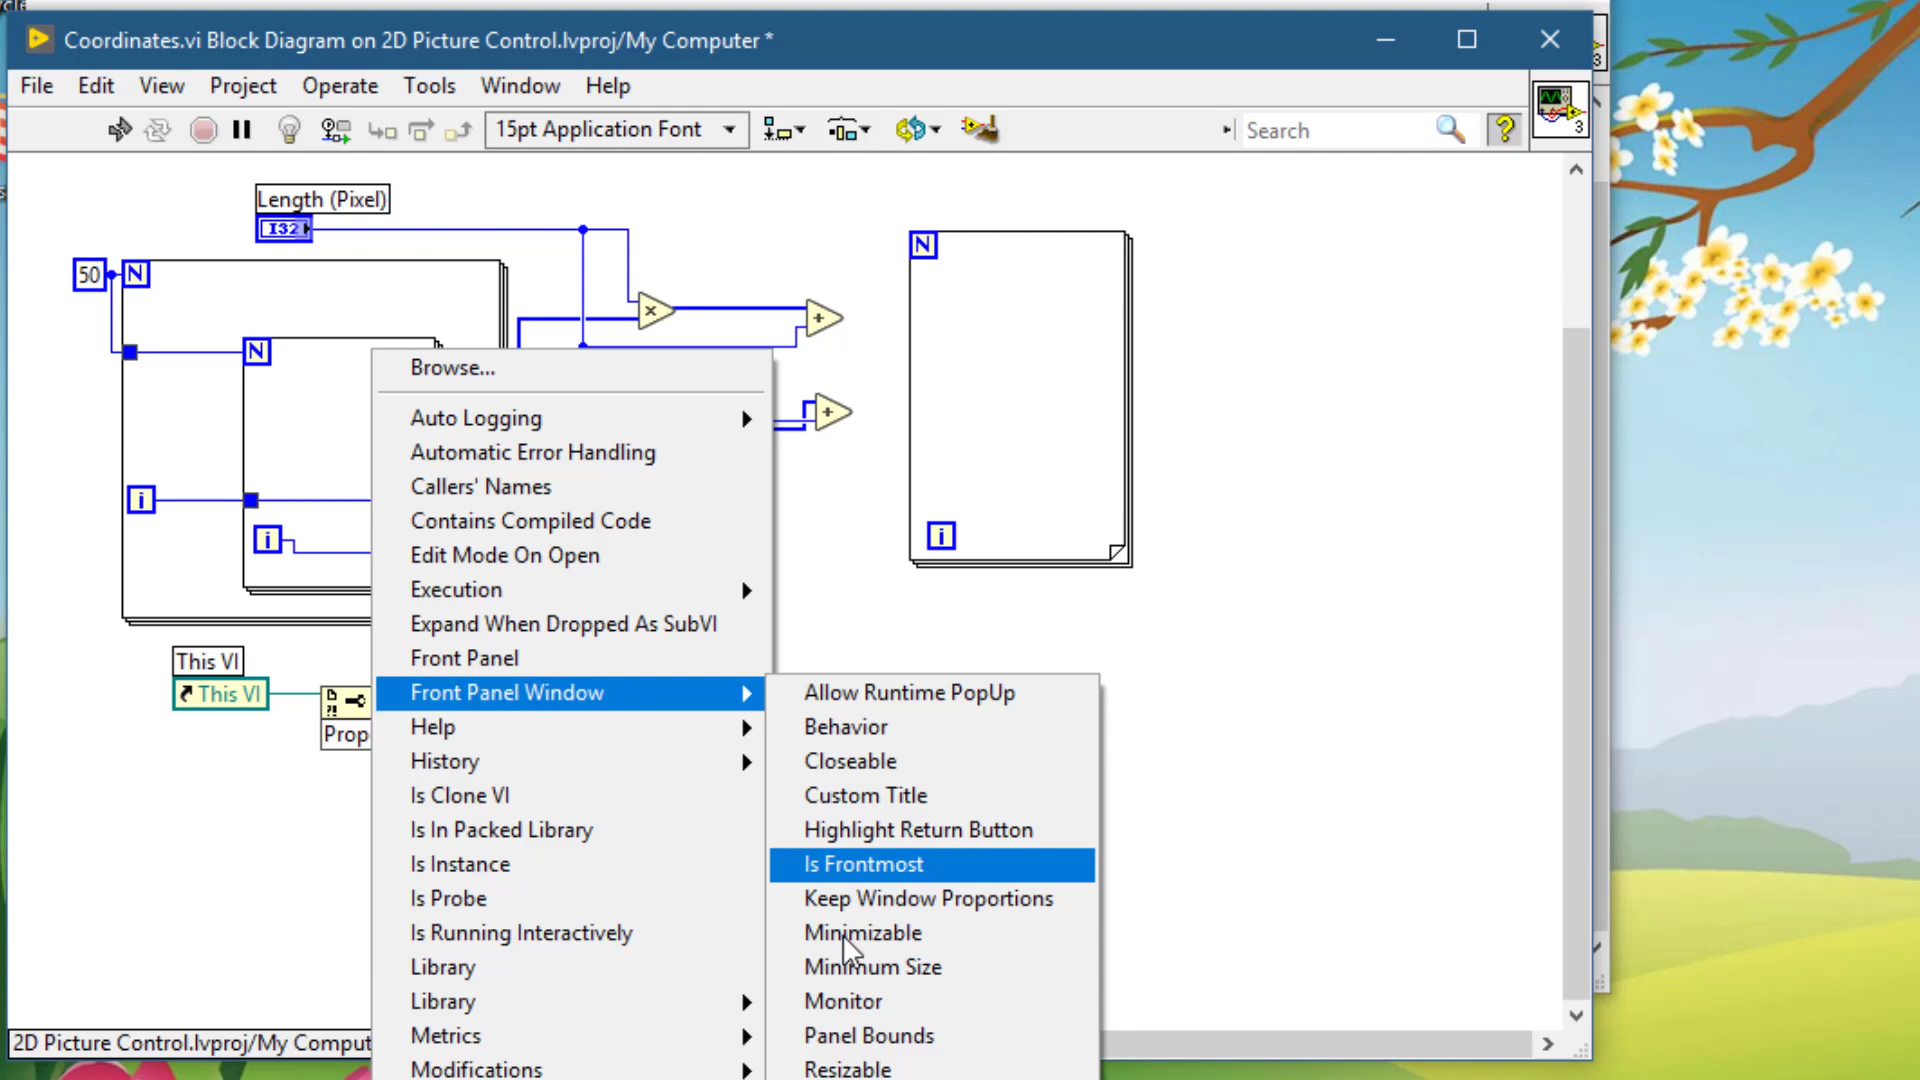 Coordinates.vi Block Diagram on 2D Picture Control.lvproj/My Computer *
File Edit View Project Operate Tools Window Help
15pt Application Font
Search
?
3
Length (Pixel)
I32
50
N
N
N
x
+
+
i
i
i
This VI
This VI
?!
Browse...
Auto Logging
Automatic Error Handling
Callers' Names
Contains Compiled Code
Edit Mode On Open
Execution
Expand When Dropped As SubVI
Front Panel
Front Panel Window
Help
History
Is Clone VI
Is In Packed Library
Is Instance
Is Probe
Is Running Interactively
Library
Library
Metrics
Modifications
Allow Runtime PopUp
Behavior
Closeable
Custom Title
Highlight Return Button
Is Frontmost
Keep Window Proportions
Minimizable
Minimum Size
Monitor
Panel Bounds
Resizable
2D Picture Control.lvproj/My Comput